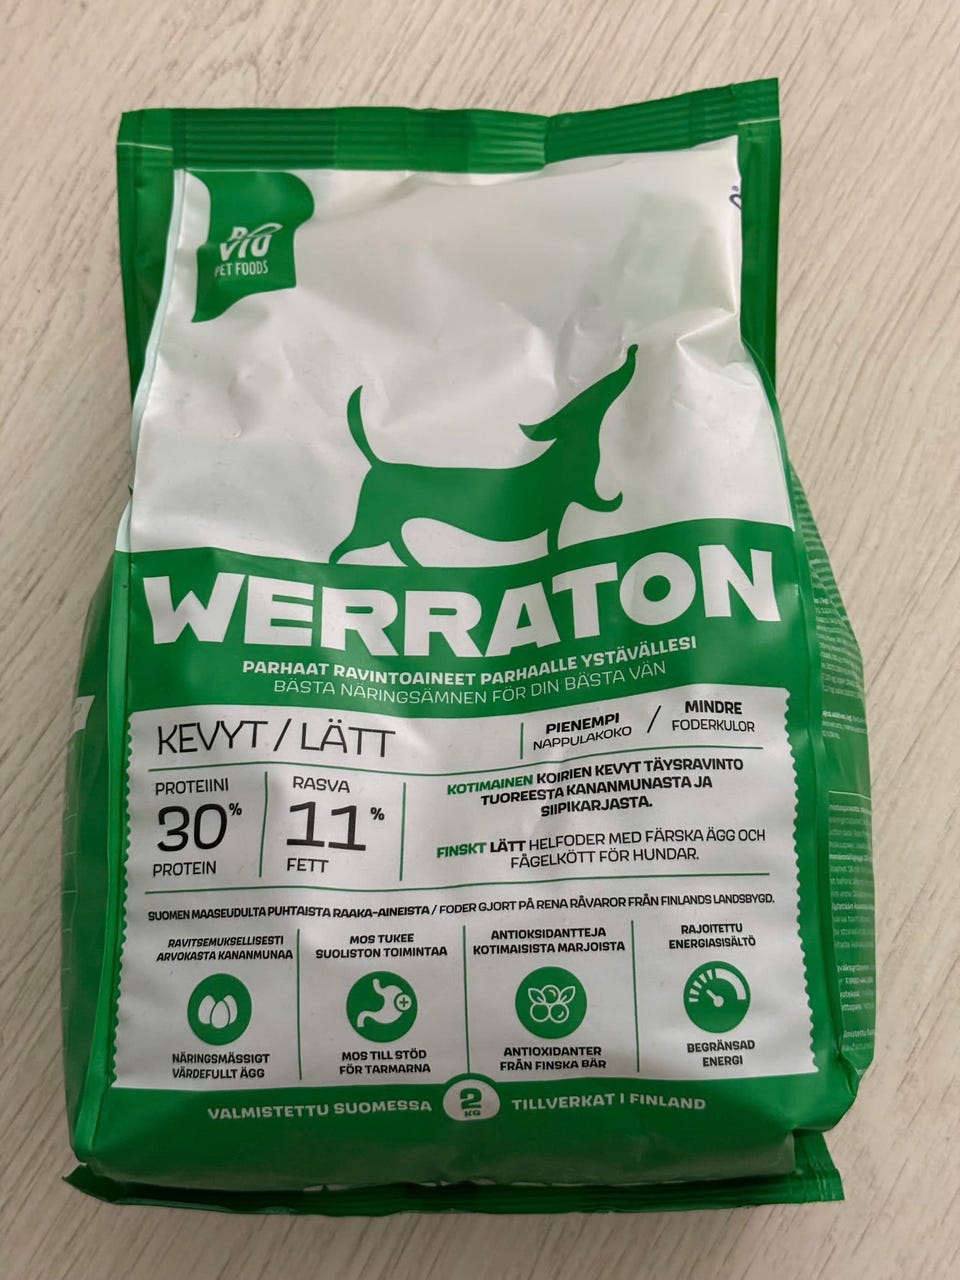 PET FOODS
WERRATON
PARHAAT RAVINTOAINEET PARHAALLE YSTÄVÄLLESI
BÄSTA NÄRINGSÄMNEN FÖR DIN BÄSTA VÄN
KEVYT / LÄTT
PIENEMPI
NAPPULAKOKO
/
MINDRE
FODERKULOR
PROTEIINI
30%
PROTEIN
RASVA
11%
FETT
KOTIMAINEN KOIRIEN KEVYT TÄYSRAVINTO
TUOREESTA KANANMUNASTA JA
SIIPIKARJASTA.
FINSKT LÄTT HELFODER MED FÄRSKA ÄGG OCH
FÅGELKÖTT FÖR HUNDAR.
SUOMEN MAASEUDULTA PUHTAISTA RAAKA-AINEISTA / FODER GJORT PÅ RENA RÅVAROR FRÅN FINLANDS LANDSBYGD.
RAVITSEMUKSELLISESTI
ARVOKASTA KANANMUNAA
NÄRINGSMÄSSIGT
VÄRDEFULLT ÄGG
MOS TUKEE
SUOLISTON TOIMINTAA
MOS TILL STÖD
FÖR TARMARNA
ANTIOKSIDANTTEJA
KOTIMAISISTA MARJOISTA
ANTIOXIDANTER
FRÅN FINSKA BÄR
RAJOITETTU
ENERGIASISÄLTÖ
BEGRÄNSAD
ENERGI
VALMISTETTU SUOMESSA
2
KG
TILLVERKAT I FINLAND